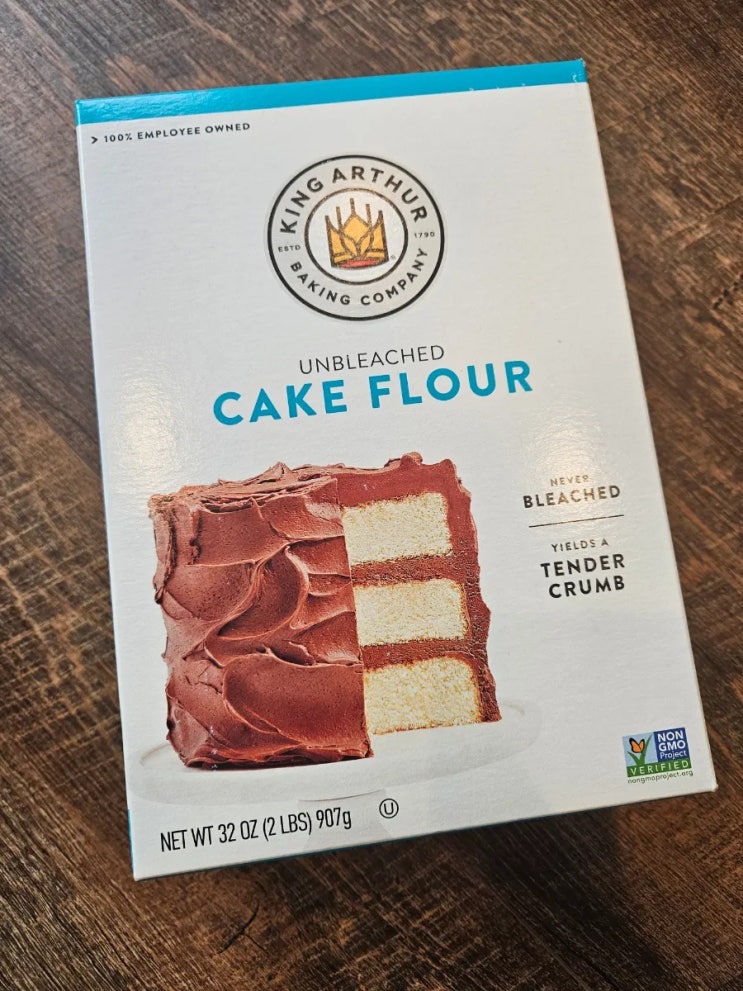 > 100% EMPLOYEE OWNED
KING ARTHUR
ESTD 1790
BAKING COMPANY
UNBLEACHED
CAKE FLOUR
NEVER
BLEACHED
YIELDS A
TENDER
CRUMB
NON
GMO
Project
VERIFIED
nongmoproject.org
NET WT 32 OZ (2 LBS) 907g
U